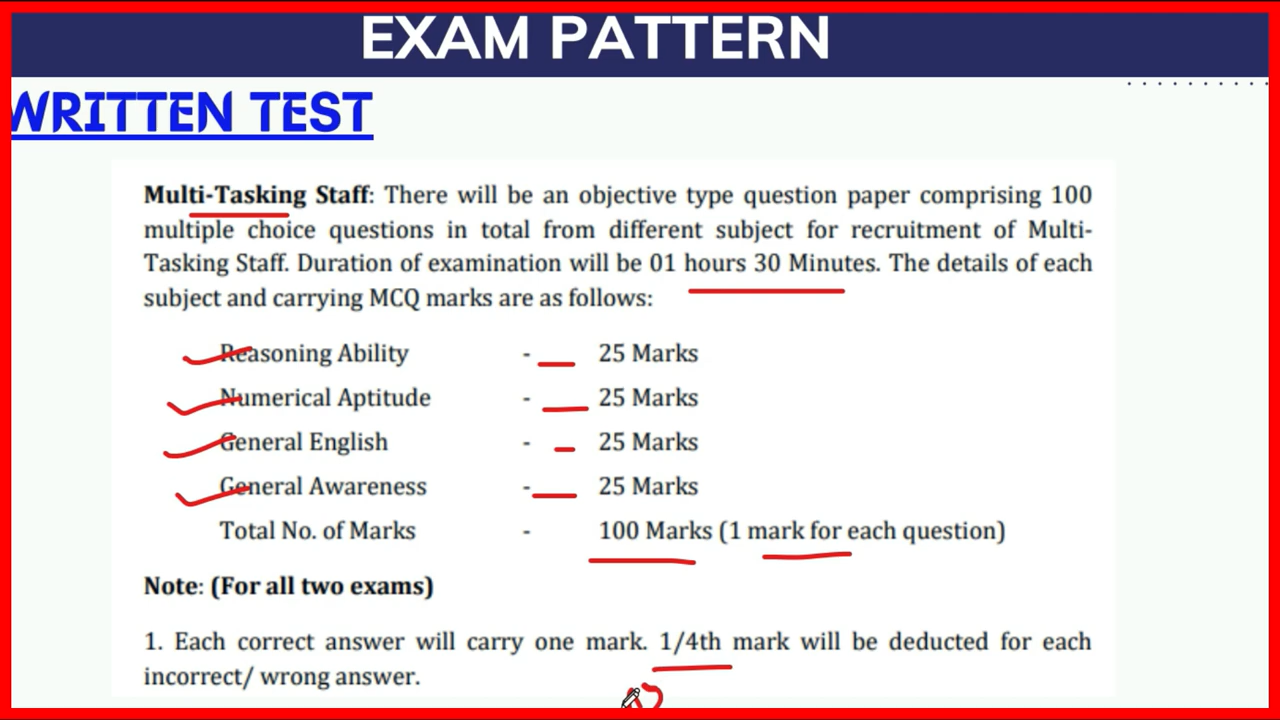 EXAM PATTERN
WRITTEN TEST
Multi-Tasking Staff: There will be an objective type question paper comprising 100
multiple choice questions in total from different subject for recruitment of Multi-
Tasking Staff. Duration of examination will be 01 hours 30 Minutes. The details of each
subject and carrying MCQ marks are as follows:
Reasoning Ability - 25 Marks
Numerical Aptitude - 25 Marks
General English - 25 Marks
General Awareness - 25 Marks
Total No. of Marks - 100 Marks (1 mark for each question)
Note: (For all two exams)
1. Each correct answer will carry one mark. 1/4th mark will be deducted for each
incorrect/ wrong answer.